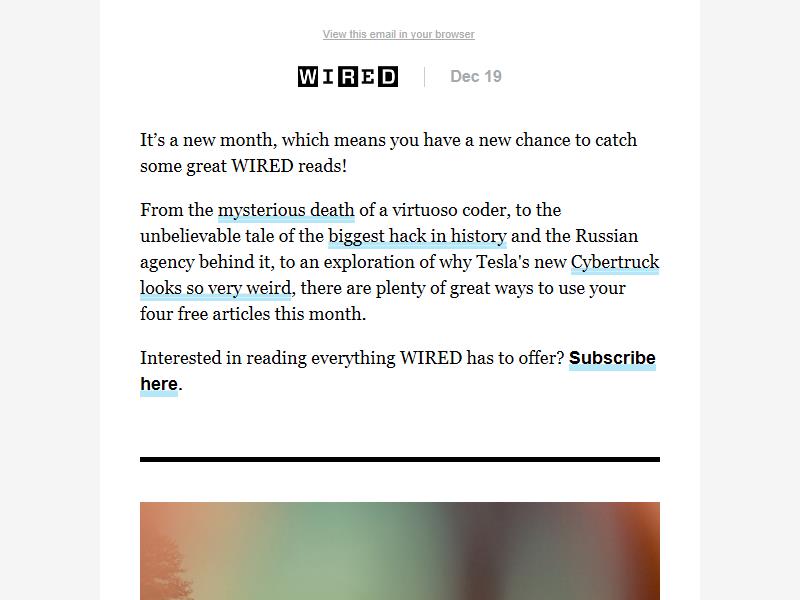 View this email in your browser
WIRED Dec 19
It’s a new month, which means you have a new chance to catch
some great WIRED reads!
From the mysterious death of a virtuoso coder, to the
unbelievable tale of the biggest hack in history and the Russian
agency behind it, to an exploration of why Tesla's new Cybertruck
looks so very weird, there are plenty of great ways to use your
four free articles this month.
Interested in reading everything WIRED has to offer? Subscribe
here.